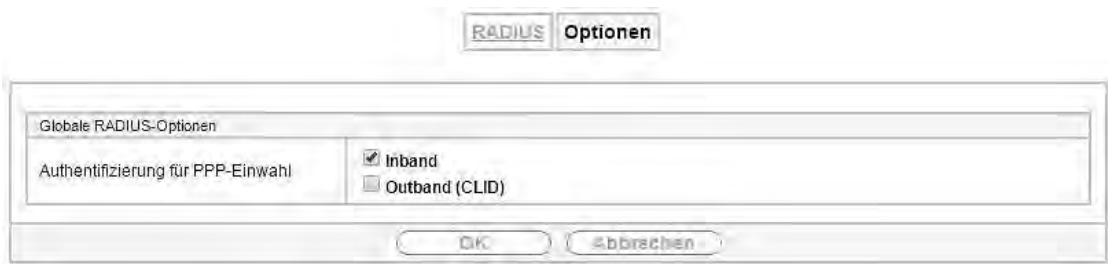 RADIUS Optionen
Globale RADIUS-Optionen
Authentifizierung für PPP-Einwahl
Inband
Outband (CLID)
OK Abbrechen